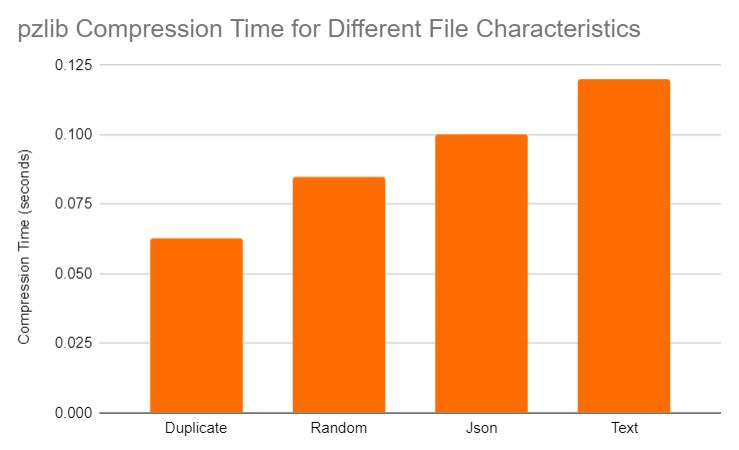 pzlib Compression Time for Different File Characteristics
Compression Time (seconds)
0.125
0.100
0.075
0.050
0.025
0.000
Duplicate Random Json Text